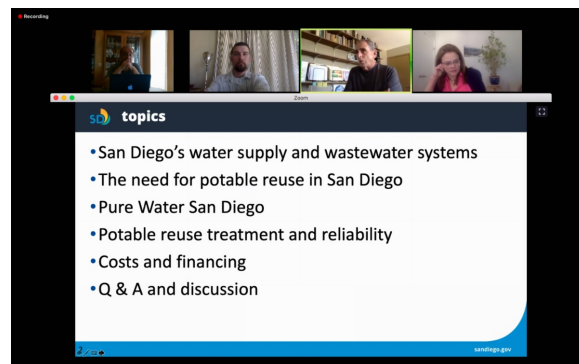 Recording
Zoom
SD topics
•San Diego's water supply and wastewater systems
•The need for potable reuse in San Diego
•Pure Water San Diego
•Potable reuse treatment and reliability
•Costs and financing
•Q & A and discussion
sandiego.gov